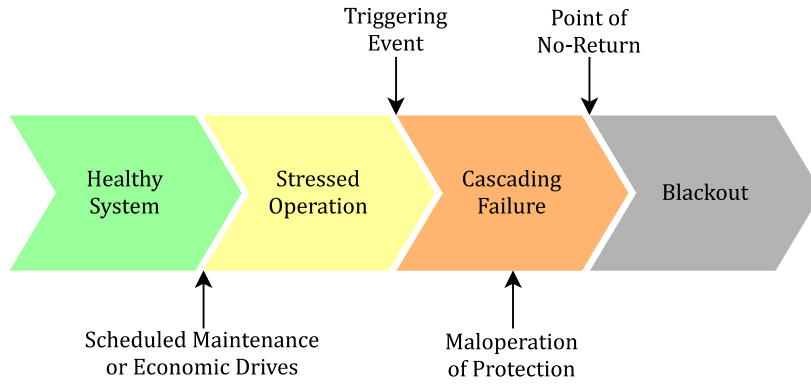 Triggering
Event
Point of
No-Return
Healthy
System
Stressed
Operation
Cascading
Failure
Blackout
Scheduled Maintenance
or Economic Drives
Maloperation
of Protection